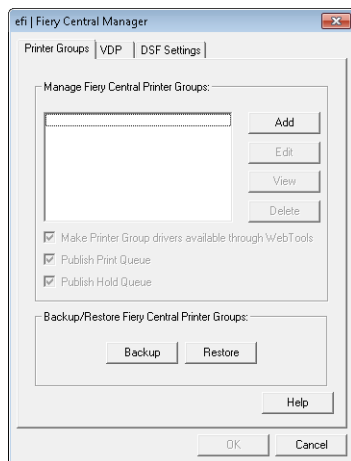 efi | Fiery Central Manager
Printer Groups VDP DSF Settings
Manage Fiery Central Printer Groups:
Add
Edit
View
Delete
Make Printer Group drivers available through WebTools
Publish Print Queue
Publish Hold Queue
Backup/Restore Fiery Central Printer Groups:
Backup Restore
Help
OK Cancel